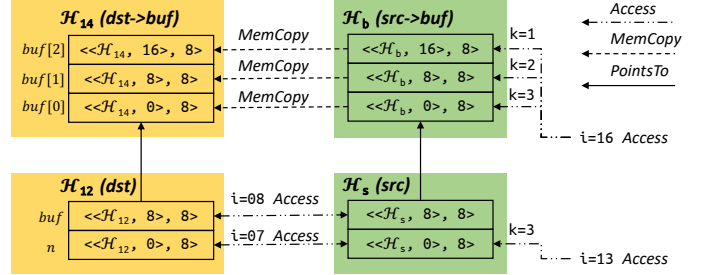 ℋ₁₄ (dst->buf)
ℋb (src->buf)
Access
buf[2] <<ℋ₁₄, 16>, 8> MemCopy <<ℋb, 16>, 8> k=1
MemCopy
buf[1] <<ℋ₁₄, 8>, 8> MemCopy <<ℋb, 8>, 8> k=2
PointsTo
buf[0] <<ℋ₁₄, 0>, 8> MemCopy <<ℋb, 0>, 8> k=3
i=16 Access
ℋ₁₂ (dst)
ℋs (src)
buf <<ℋ₁₂, 8>, 8> i=08 Access <<ℋs, 8>, 8>
n <<ℋ₁₂, 0>, 8> i=07 Access <<ℋs, 0>, 8> k=3
i=13 Access